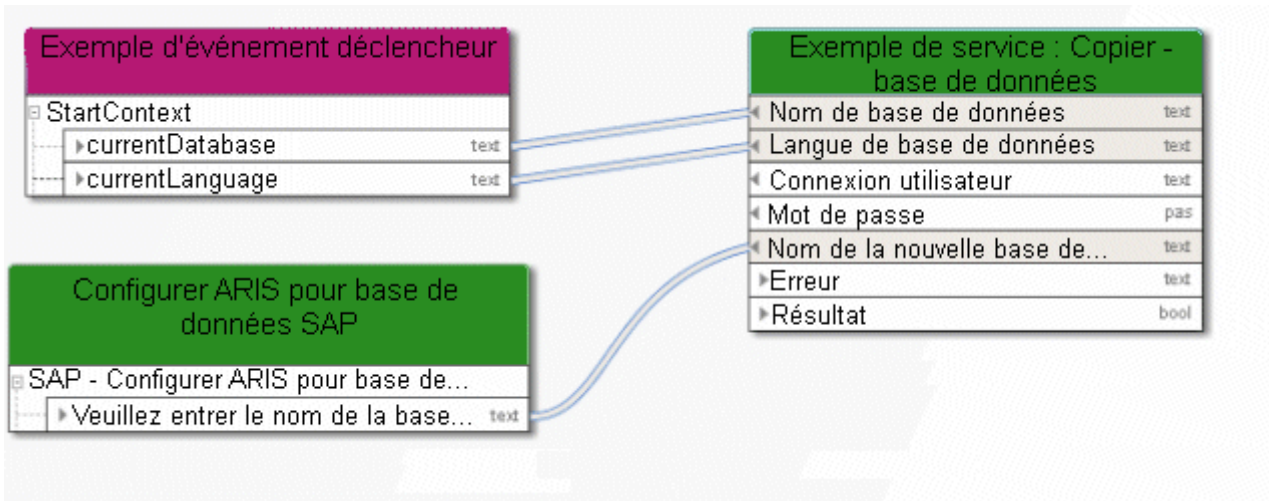 Exemple d'événement déclencheur
StartContext
currentDatabase text
currentLanguage text
Configurer ARIS pour base de
données SAP
SAP - Configurer ARIS pour base de...
Veuillez entrer le nom de la base... text
Exemple de service : Copier -
base de données
Nom de base de données text
Langue de base de données text
Connexion utilisateur text
Mot de passe pas
Nom de la nouvelle base de... text
Erreur text
Résultat bool